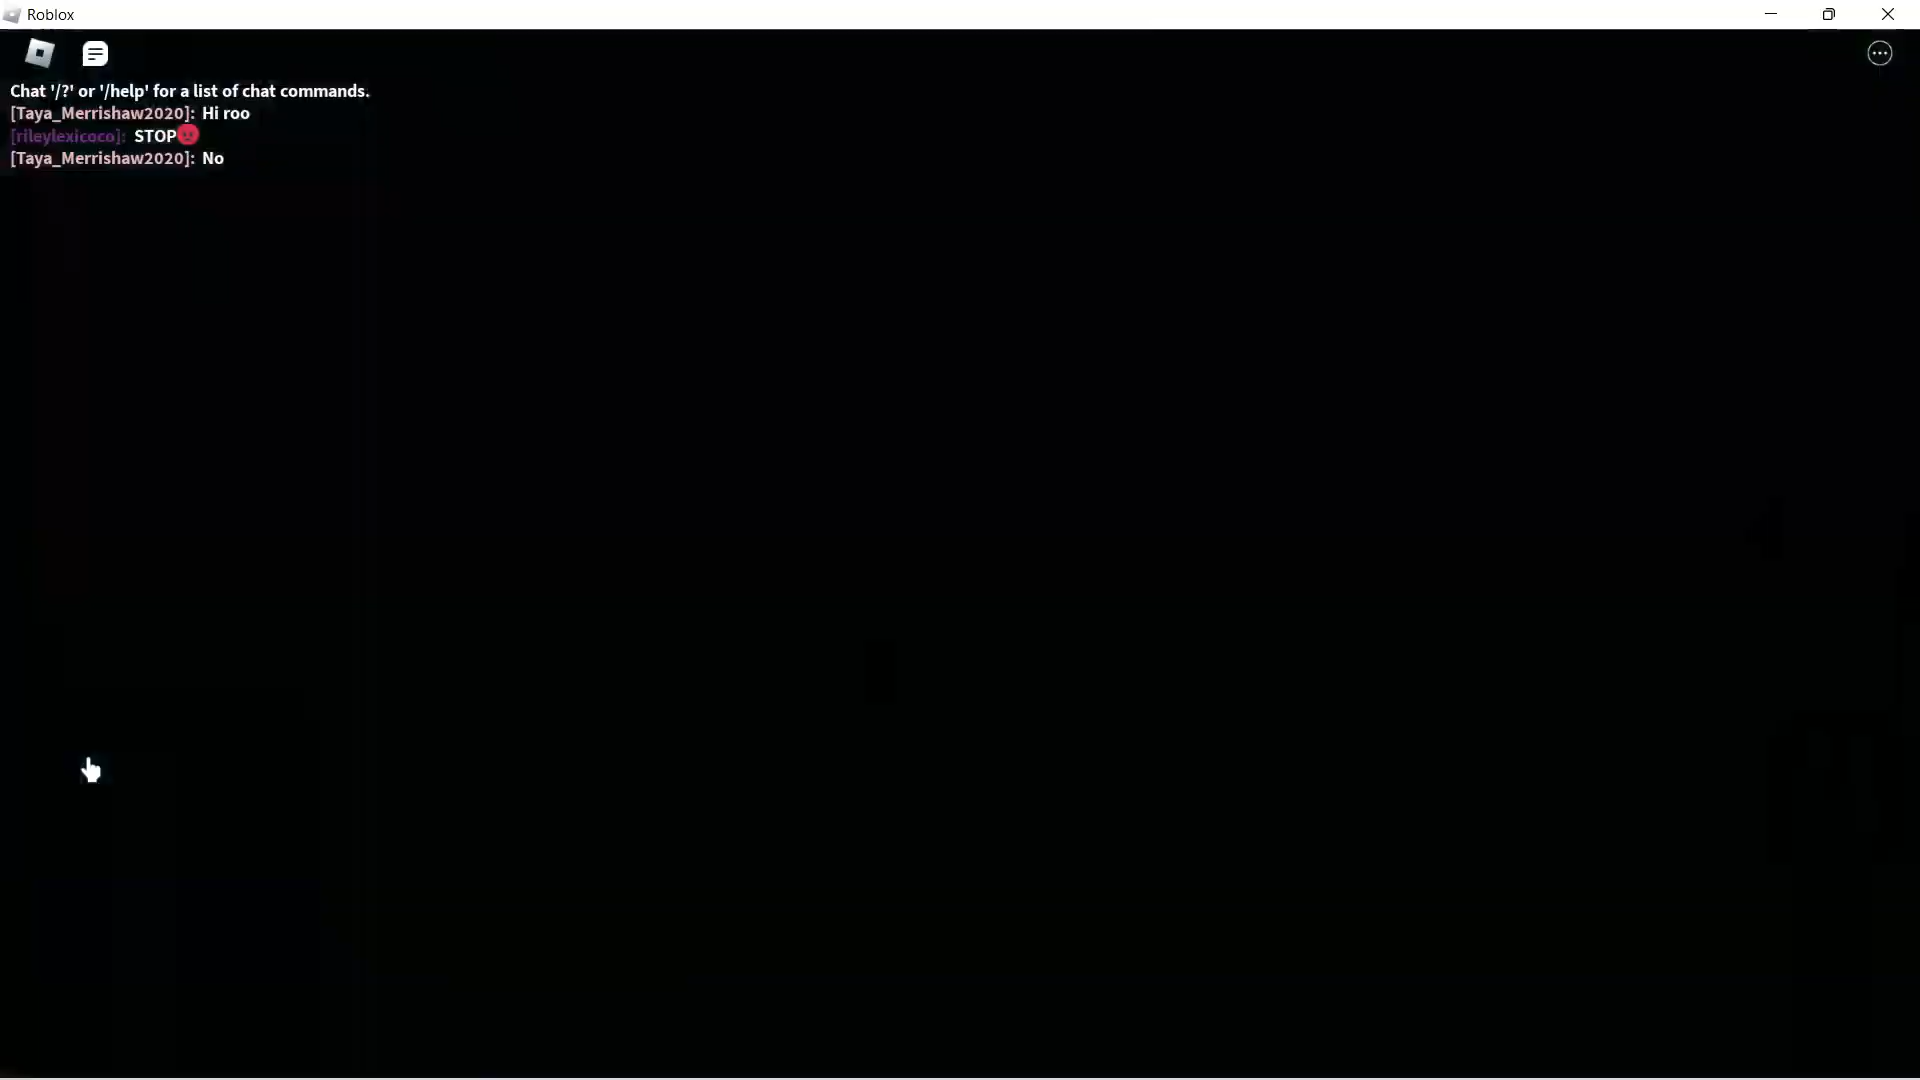 Roblox
Chat '/?' or '/help' for a list of chat commands.
[Taya_Merrishaw2020]: Hi roo
[rileylexicoco]: STOP😡
[Taya_Merrishaw2020]: No